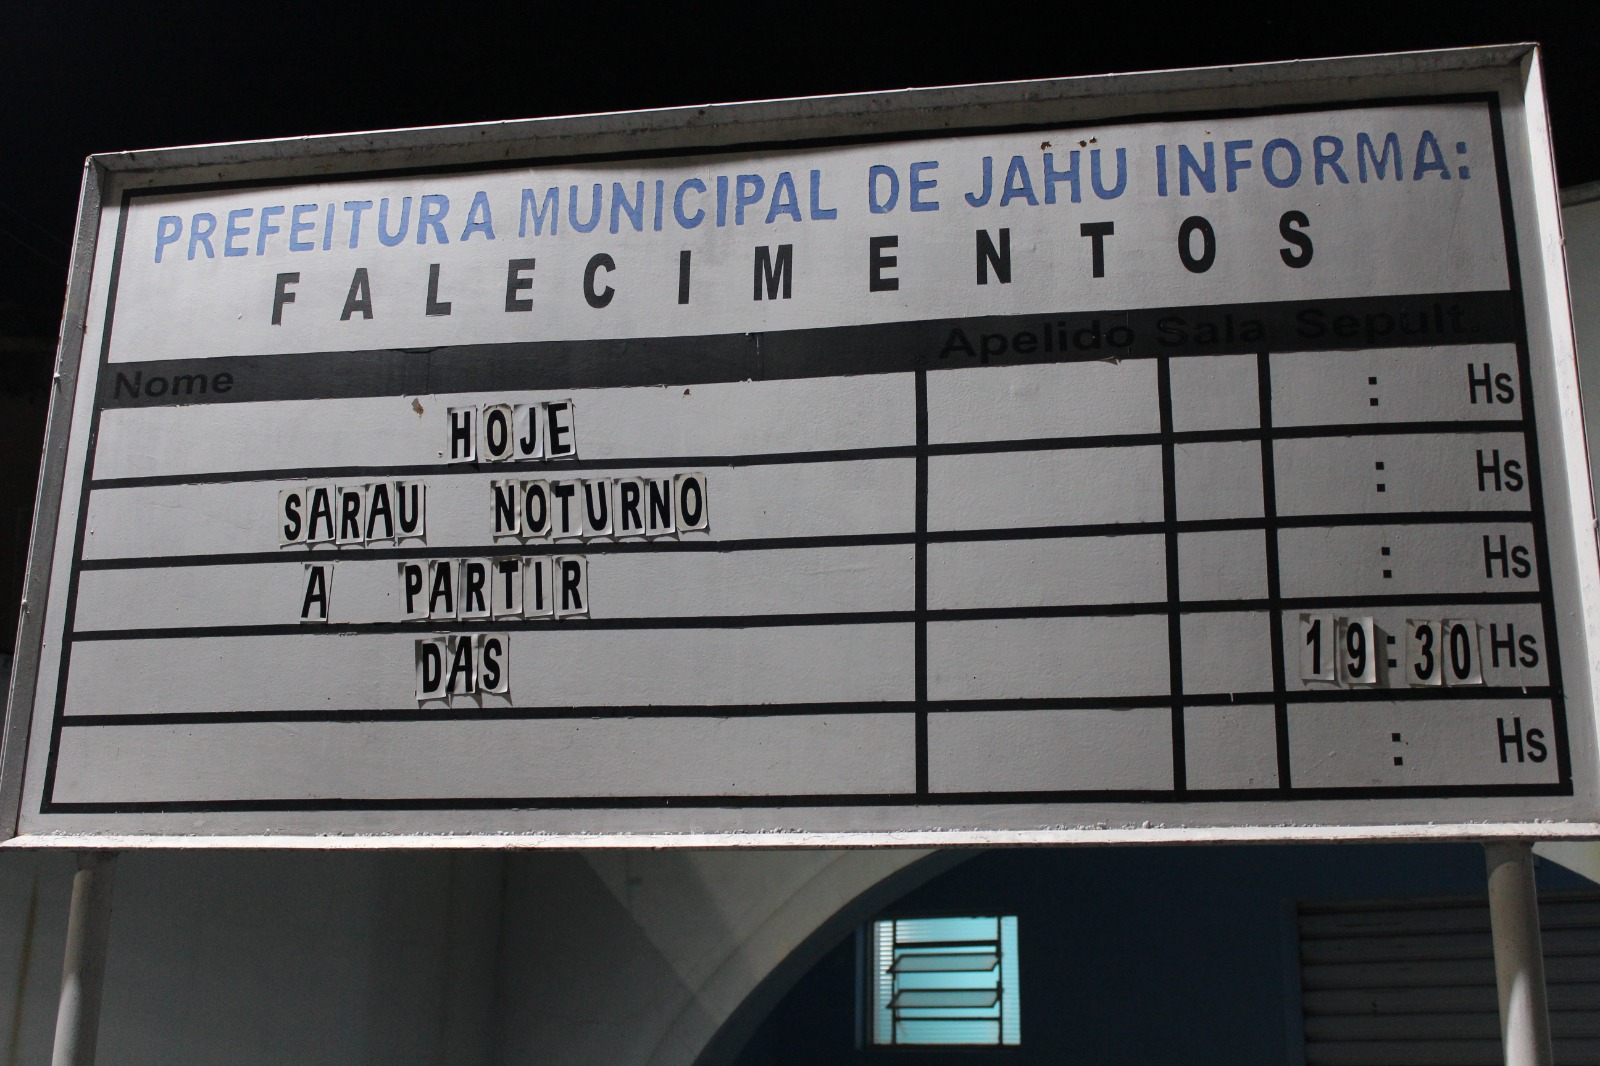 PREFEITURA MUNICIPAL DE JAHU INFORMA:
FALECIMENTOS
Nome Apelido Sala Sepult.
HOJE : Hs
SARAU NOTURNO : Hs
A PARTIR : Hs
DAS 19:30 Hs
: Hs